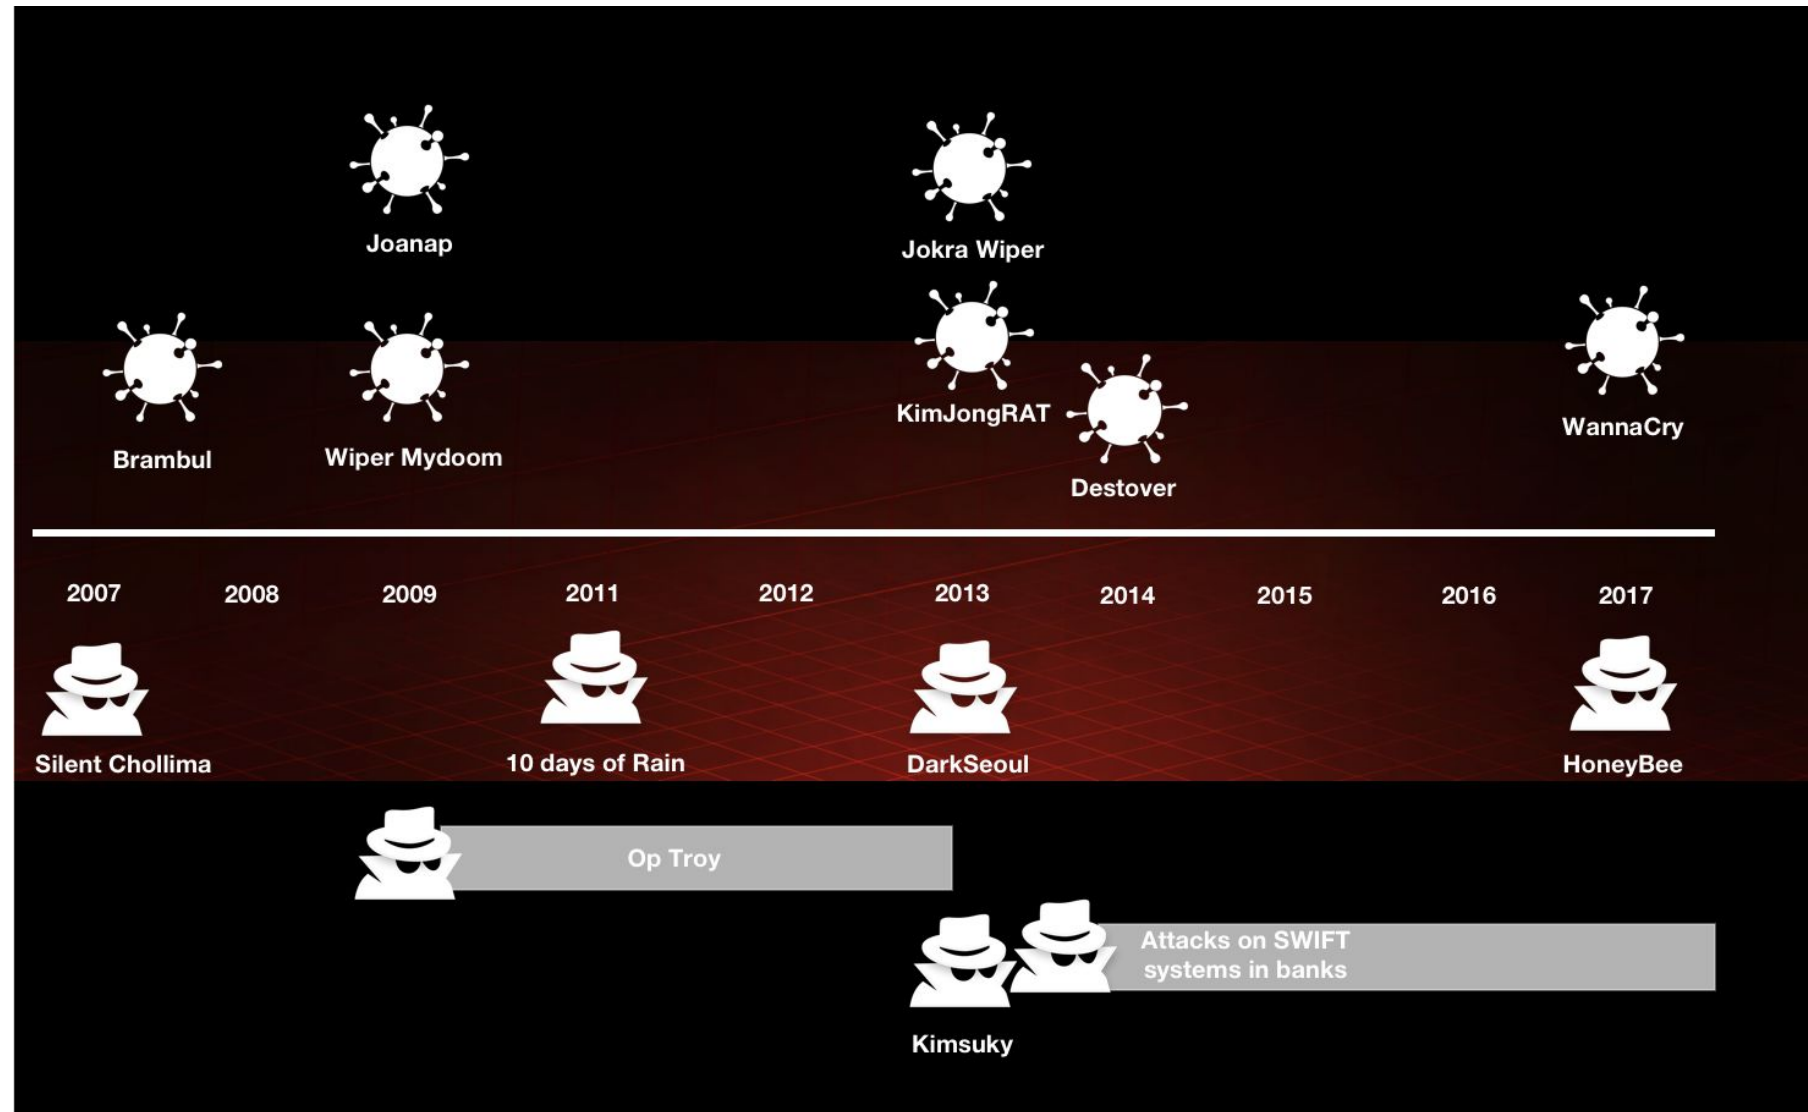 Joanap
Jokra Wiper
KimJongRAT
WannaCry
Brambul
Wiper Mydoom
Destover
2007 2008 2009 2011 2012 2013 2014 2015 2016 2017
Silent Chollima
10 days of Rain
DarkSeoul
HoneyBee
Op Troy
Attacks on SWIFT
systems in banks
Kimsuky